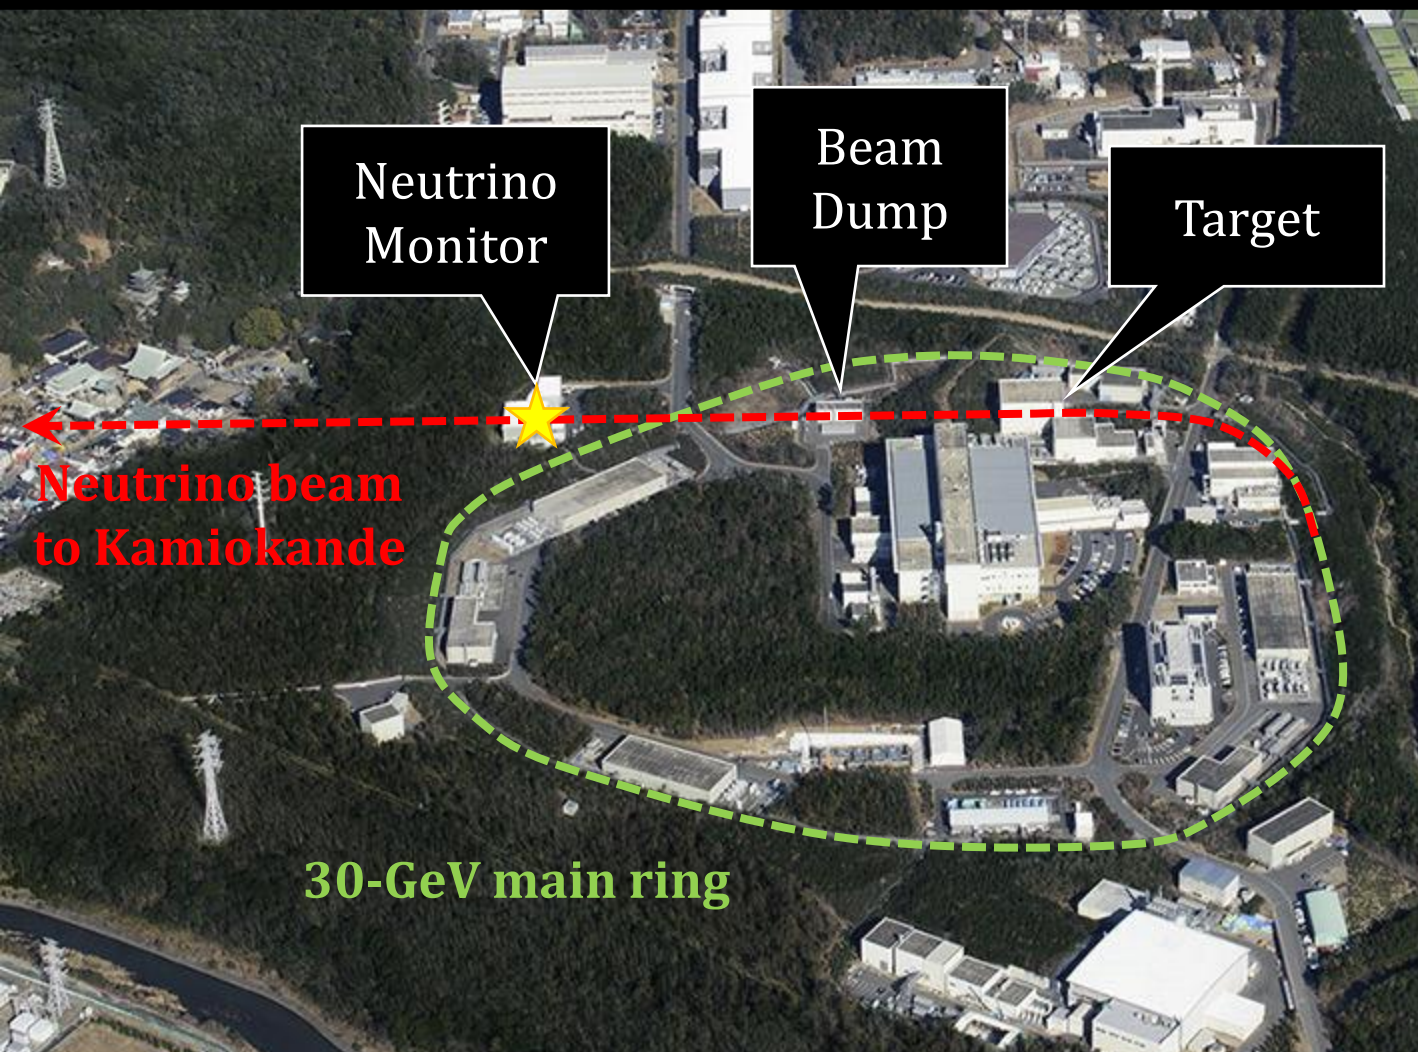 Neutrino
Monitor
Beam
Dump
Target
Neutrino beam
to Kamiokande
30-GeV main ring